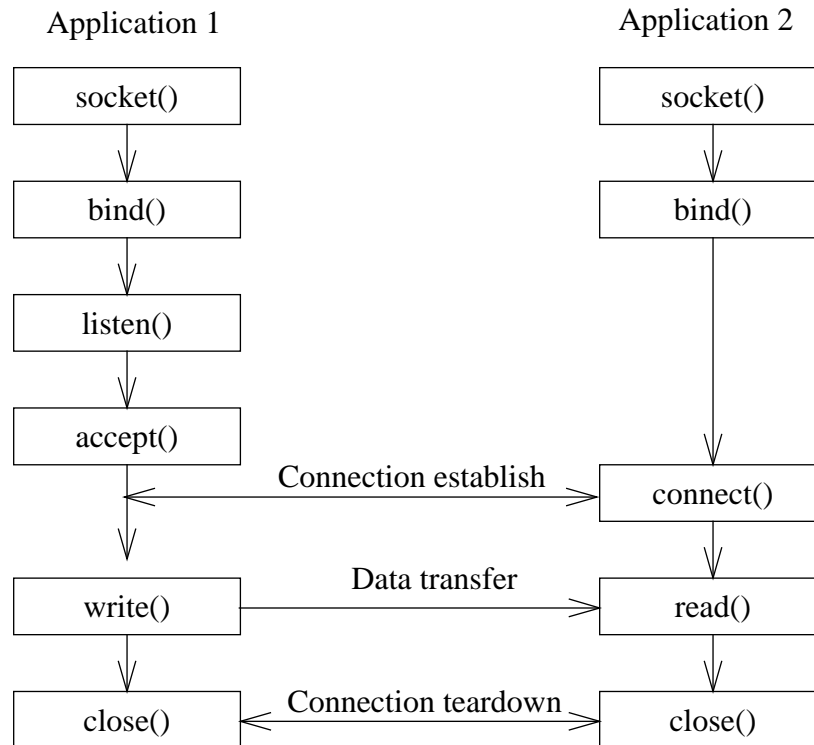 Application 1
Application 2
socket()
socket()
bind()
bind()
listen()
accept()
Connection establish
connect()
Data transfer
write()
read()
Connection teardown
close()
close()